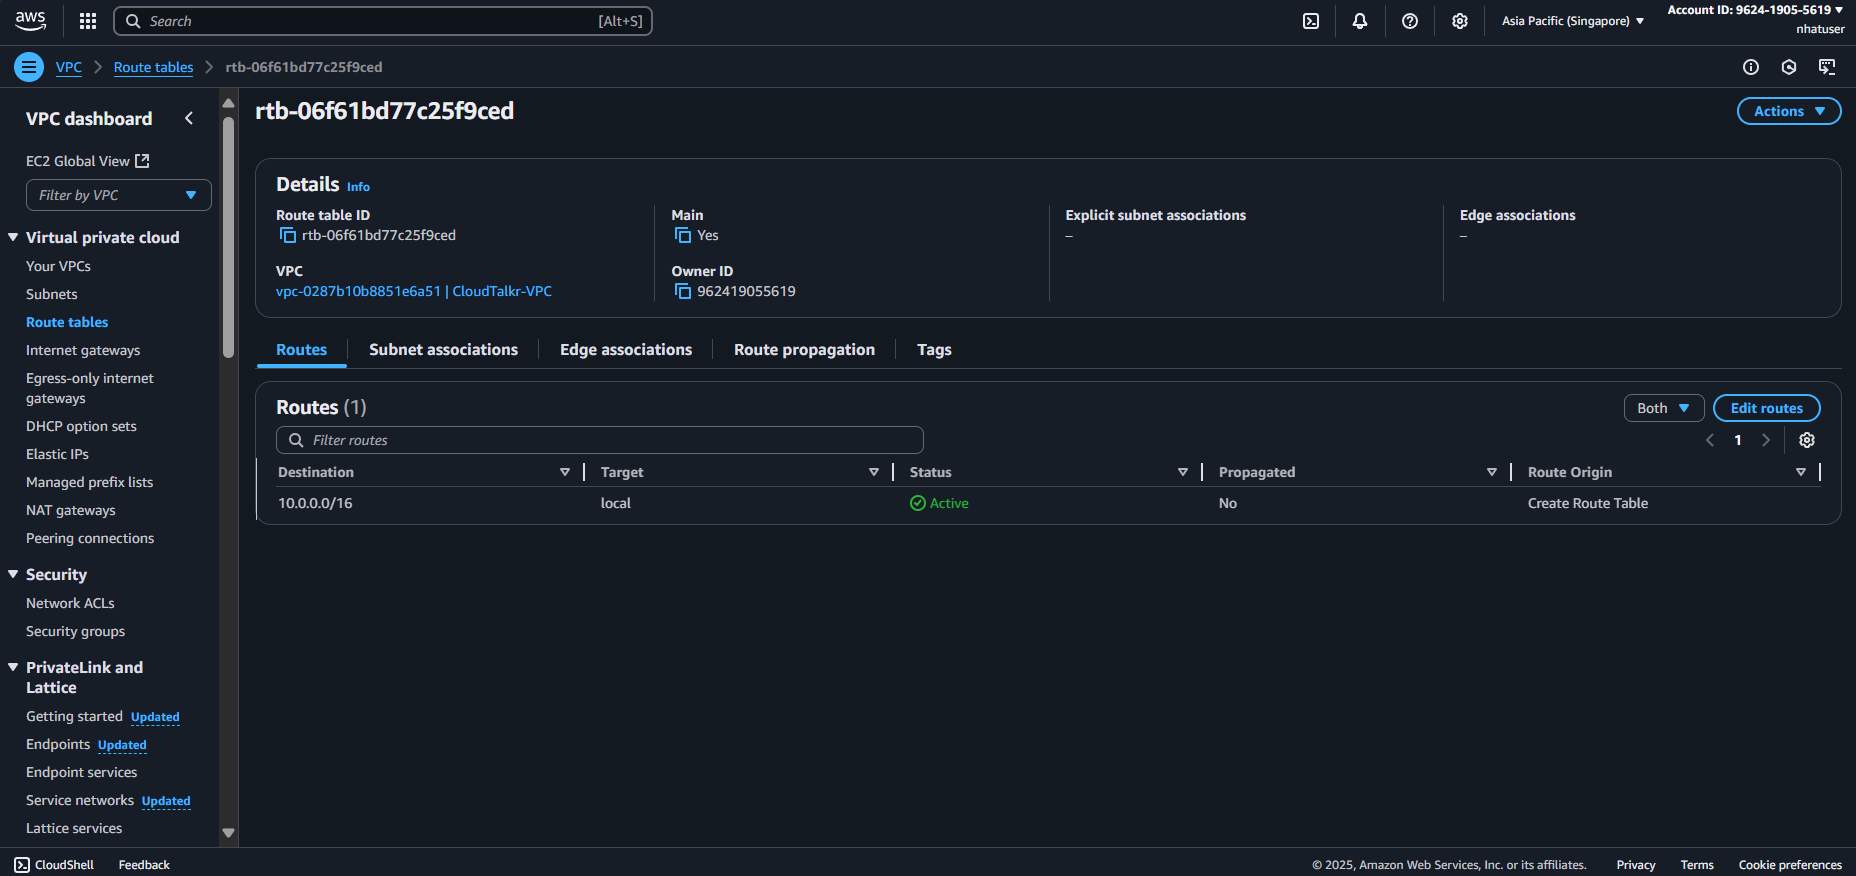 aws
Search [Alt+S]
Asia Pacific (Singapore)
Account ID: 9624-1905-5619
nhatuser
VPC Route tables rtb-06f61bd77c25f9ced
VPC dashboard
EC2 Global View
Filter by VPC
Virtual private cloud
Your VPCs
Subnets
Route tables
Internet gateways
Egress-only internet
gateways
DHCP option sets
Elastic IPs
Managed prefix lists
NAT gateways
Peering connections
Security
Network ACLs
Security groups
PrivateLink and
Lattice
Getting started Updated
Endpoints Updated
Endpoint services
Service networks Updated
Lattice services
rtb-06f61bd77c25f9ced
Actions
Details Info
Route table ID
rtb-06f61bd77c25f9ced
VPC
vpc-0287b10b8851e6a51 | CloudTalkr-VPC
Main
Yes
Owner ID
962419055619
Explicit subnet associations
–
Edge associations
–
Routes Subnet associations Edge associations Route propagation Tags
Routes (1)
Both Edit routes
Filter routes
1
Destination Target Status Propagated Route Origin
10.0.0.0/16 local Active No Create Route Table
CloudShell Feedback
© 2025, Amazon Web Services, Inc. or its affiliates. Privacy Terms Cookie preferences